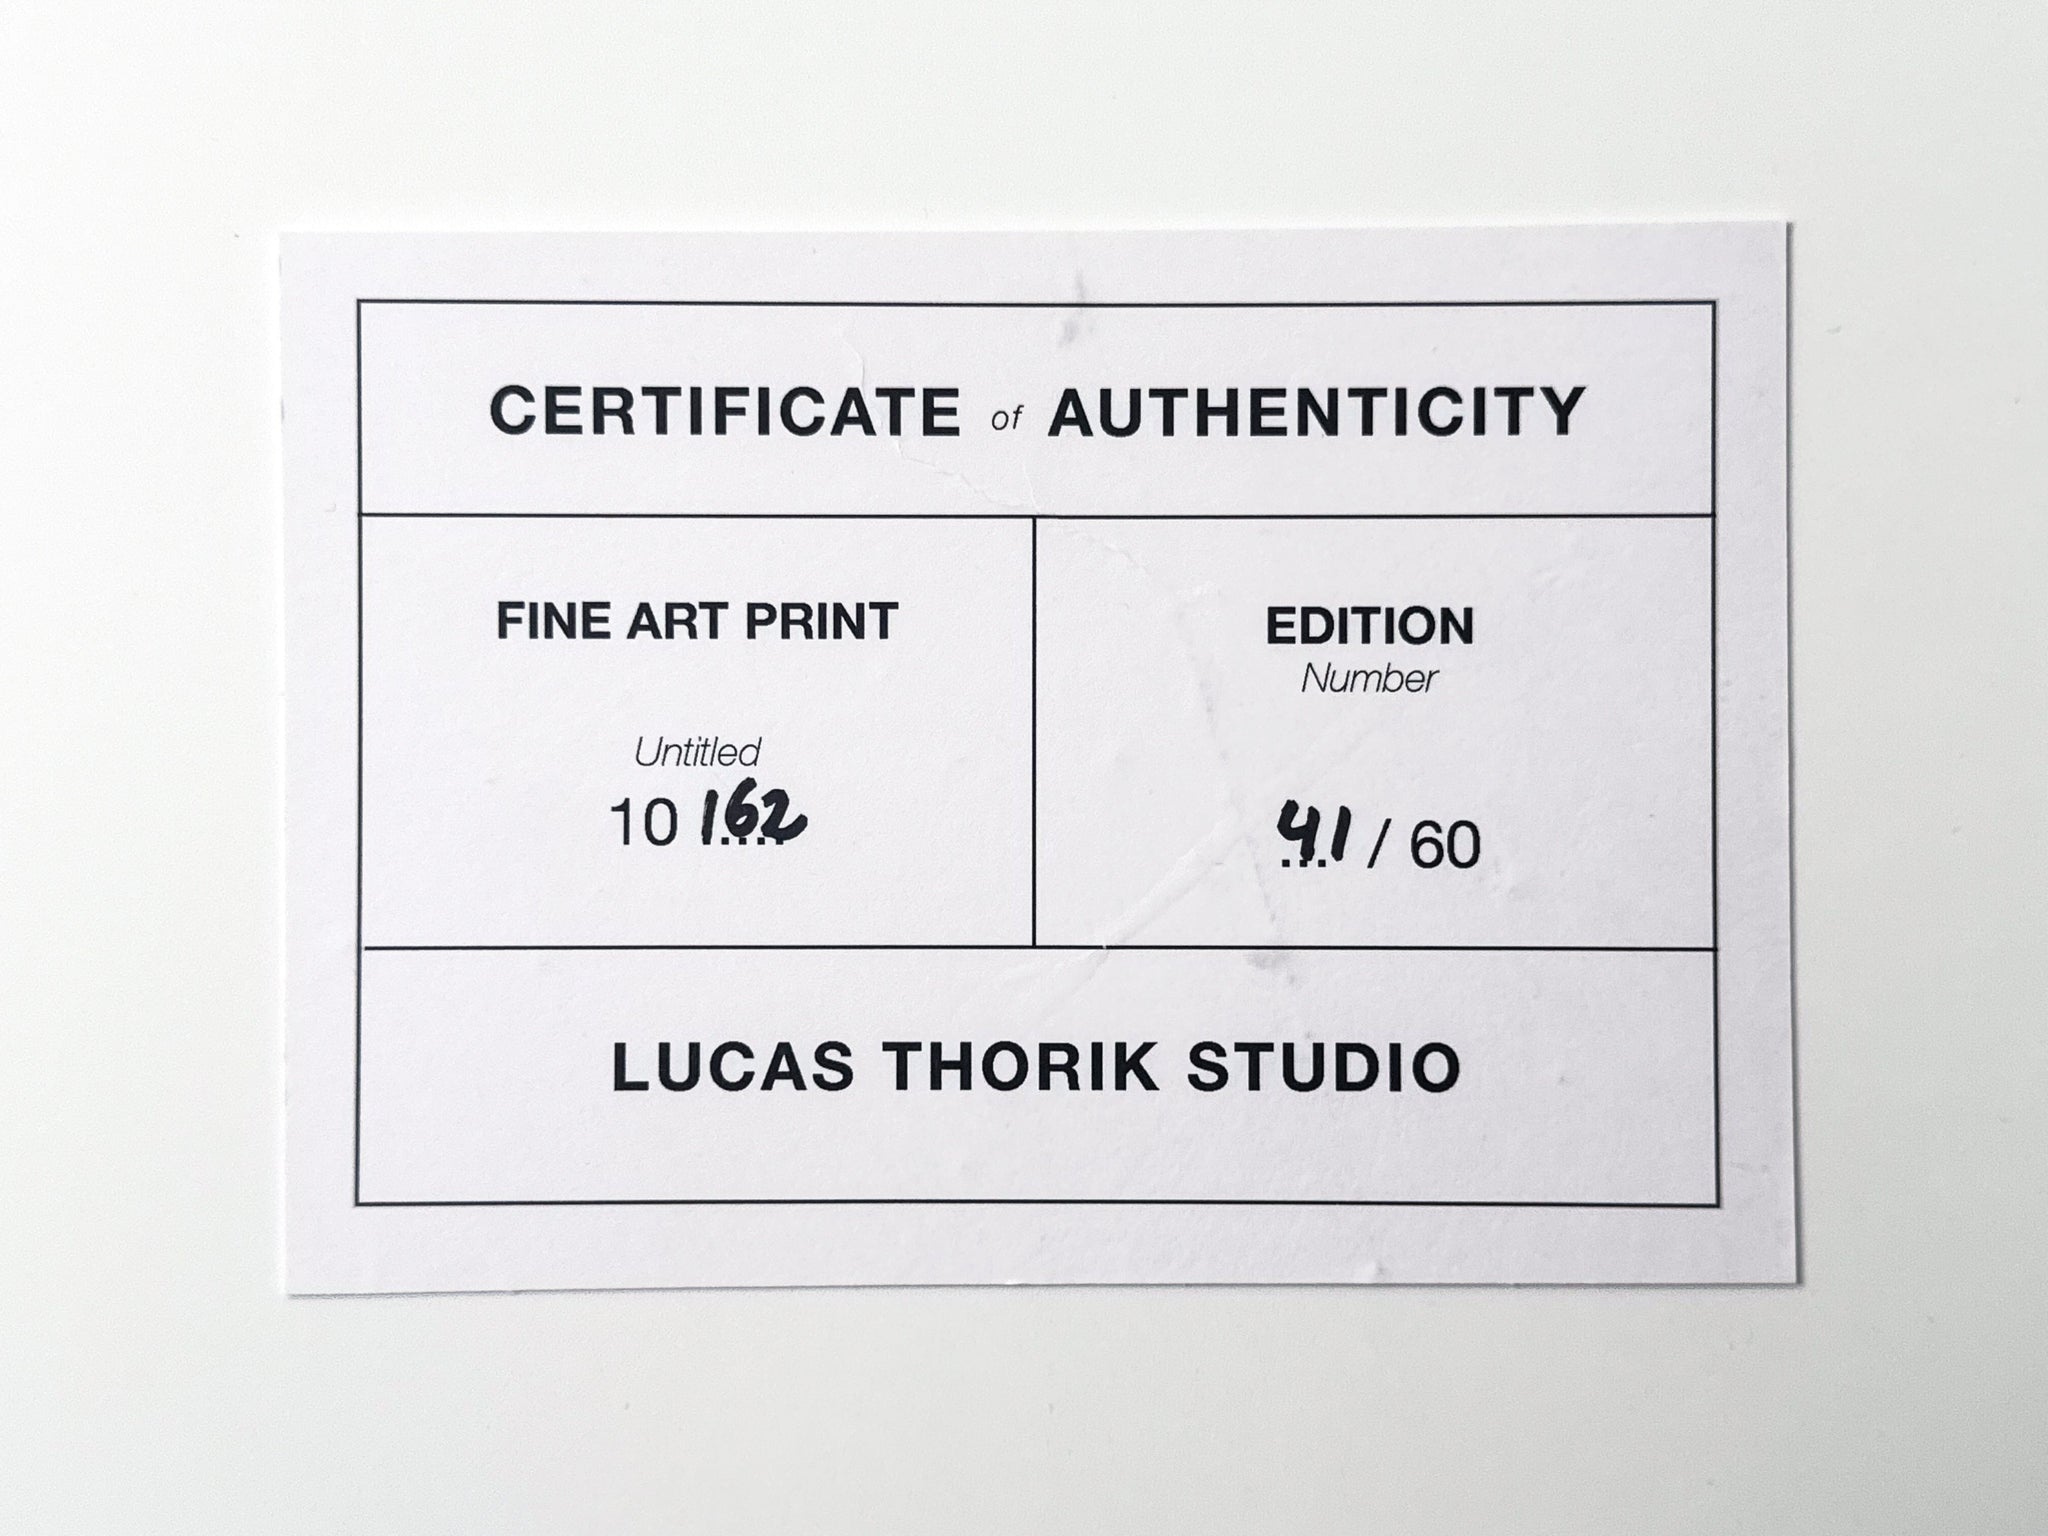 CERTIFICATE of AUTHENTICITY
FINE ART PRINT
Untitled
10 162
EDITION
Number
41 / 60
LUCAS THORIK STUDIO